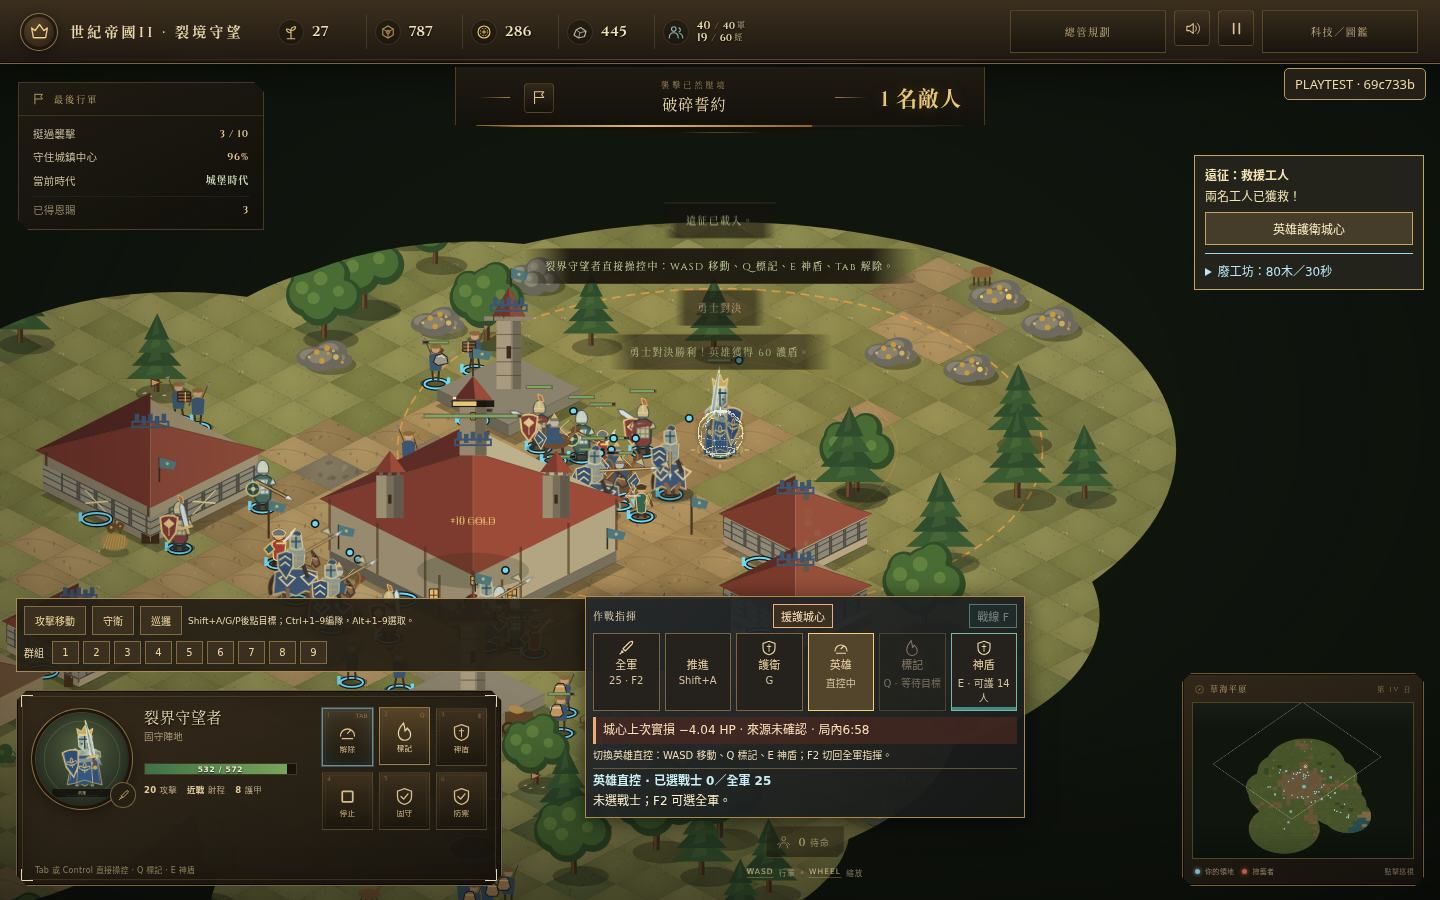 世紀帝國II · 裂境守望
27
787
286
445
40 / 40 軍
19 / 60 經
總管規劃
科技／圖鑑
最後行軍
挺過襲擊 3 / 10
守住城鎮中心 96%
當前時代 城堡時代
已得恩賜 3
襲擊已然壓境
破碎誓約
1 名敵人
PLAYTEST · 69c733b
遠征：救援工人
兩名工人已獲救！
英雄護衛城心
▶ 廢工坊：80木／30秒
遠征已載入。
裂界守望者直接操控中：WASD 移動、Q 標記、E 神盾、TAB 解除。
勇士對決
勇士對決勝利！英雄獲得 60 護盾。
+10 GOLD
攻擊移動
守衛
巡邏
Shift+A/G/P後點目標；Ctrl+1–9編隊，Alt+1–9選取。
群組 1 2 3 4 5 6 7 8 9
裂界守望者
固守陣地
532 / 572
20 攻擊 近戰 射程 8 護甲
1 TAB 解除
2 Q 標記
3 E 神盾
4 停止
5 固守
6 防禦
Tab 或 Control 直接操控 · Q 標記 · E 神盾
作戰指揮
援護城心
戰線 F
全軍
25 · F2
推進
Shift+A
護衛
G
英雄
直控中
標記
Q · 等待目標
神盾
E · 可護 14
人
城心上次實損 −4.04 HP · 來源未確認 · 局內6:58
切換英雄直控：WASD 移動、Q 標記、E 神盾；F2 切回全軍指揮。
英雄直控 · 已選戰士 0／全軍 25
未選戰士；F2 可選全軍。
0 待命
WASD 行軍 · WHEEL 縮放
草海平原
第 IV 日
你的領地
掠襲者
點擊巡視